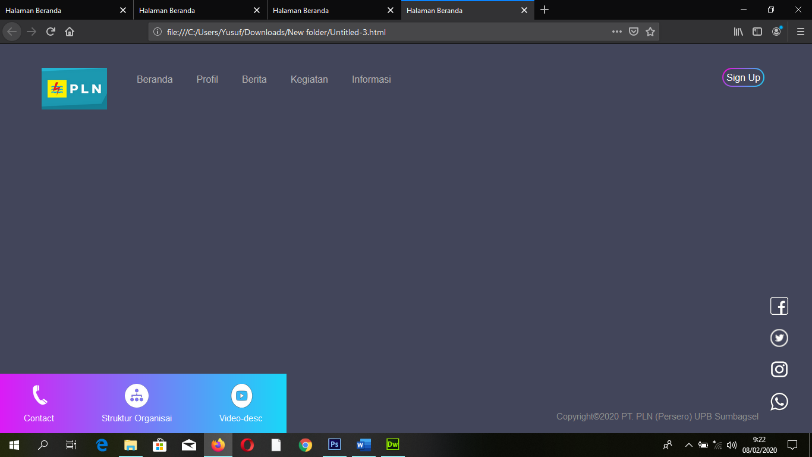 Halaman Beranda
Halaman Beranda
Halaman Beranda
Halaman Beranda
file:///C:/Users/Yusuf/Downloads/New folder/Untitled-3.html
PLN
Beranda Profil Berita Kegiatan Informasi
Sign Up
Contact Struktur Organisai Video-desc
Copyright©2020 PT. PLN (Persero) UPB Sumbagsel
Ps
W
Dw
9:22
08/02/2020